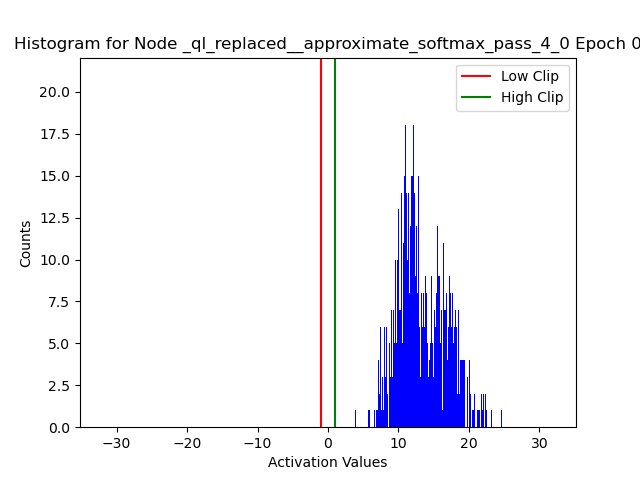 Histogram for Node _ql_replaced__approximate_softmax_pass_4_0 Epoch 0
Low Clip
High Clip
20.0
17.5
15.0
12.5
10.0
7.5
5.0
2.5
0.0
Counts
−30 −20 −10 0 10 20 30
Activation Values